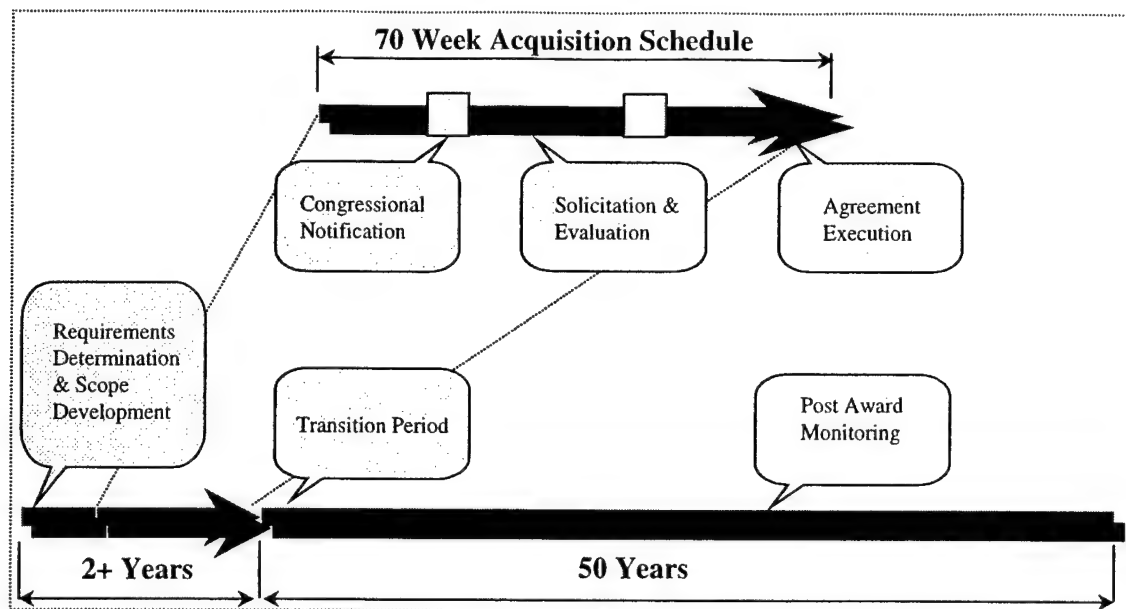 70 Week Acquisition Schedule
Congressional
Notification
Solicitation &
Evaluation
Agreement
Execution
Requirements
Determination
& Scope
Development
Transition Period
Post Award
Monitoring
2+ Years
50 Years